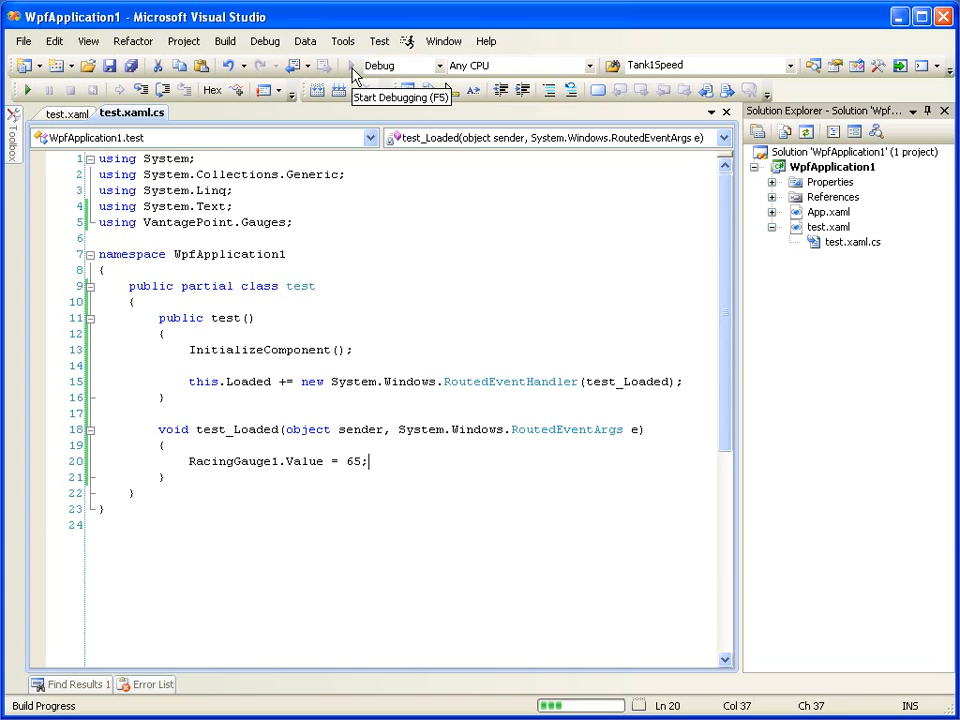 WpfApplication1 - Microsoft Visual Studio
File Edit View Refactor Project Build Debug Data Tools Test Window Help
Debug Any CPU Tank1Speed
Hex
Start Debugging (F5)
test.xaml test.xaml.cs
Solution Explorer - Solution 'Wpf...
Toolbox
WpfApplication1.test test_Loaded(object sender, System.Windows.RoutedEventArgs e)
Solution 'WpfApplication1' (1 project)
WpfApplication1
Properties
References
App.xaml
test.xaml
test.xaml.cs
1 using System;
2 using System.Collections.Generic;
3 using System.Linq;
4 using System.Text;
5 using VantagePoint.Gauges;
6
7 namespace WpfApplication1
8 {
9 public partial class test
10 {
11 public test()
12 {
13 InitializeComponent();
14
15 this.Loaded += new System.Windows.RoutedEventHandler(test_Loaded);
16 }
17
18 void test_Loaded(object sender, System.Windows.RoutedEventArgs e)
19 {
20 RacingGauge1.Value = 65;
21 }
22 }
23 }
24
Find Results 1 Error List
Build Progress Ln 20 Col 37 Ch 37 INS